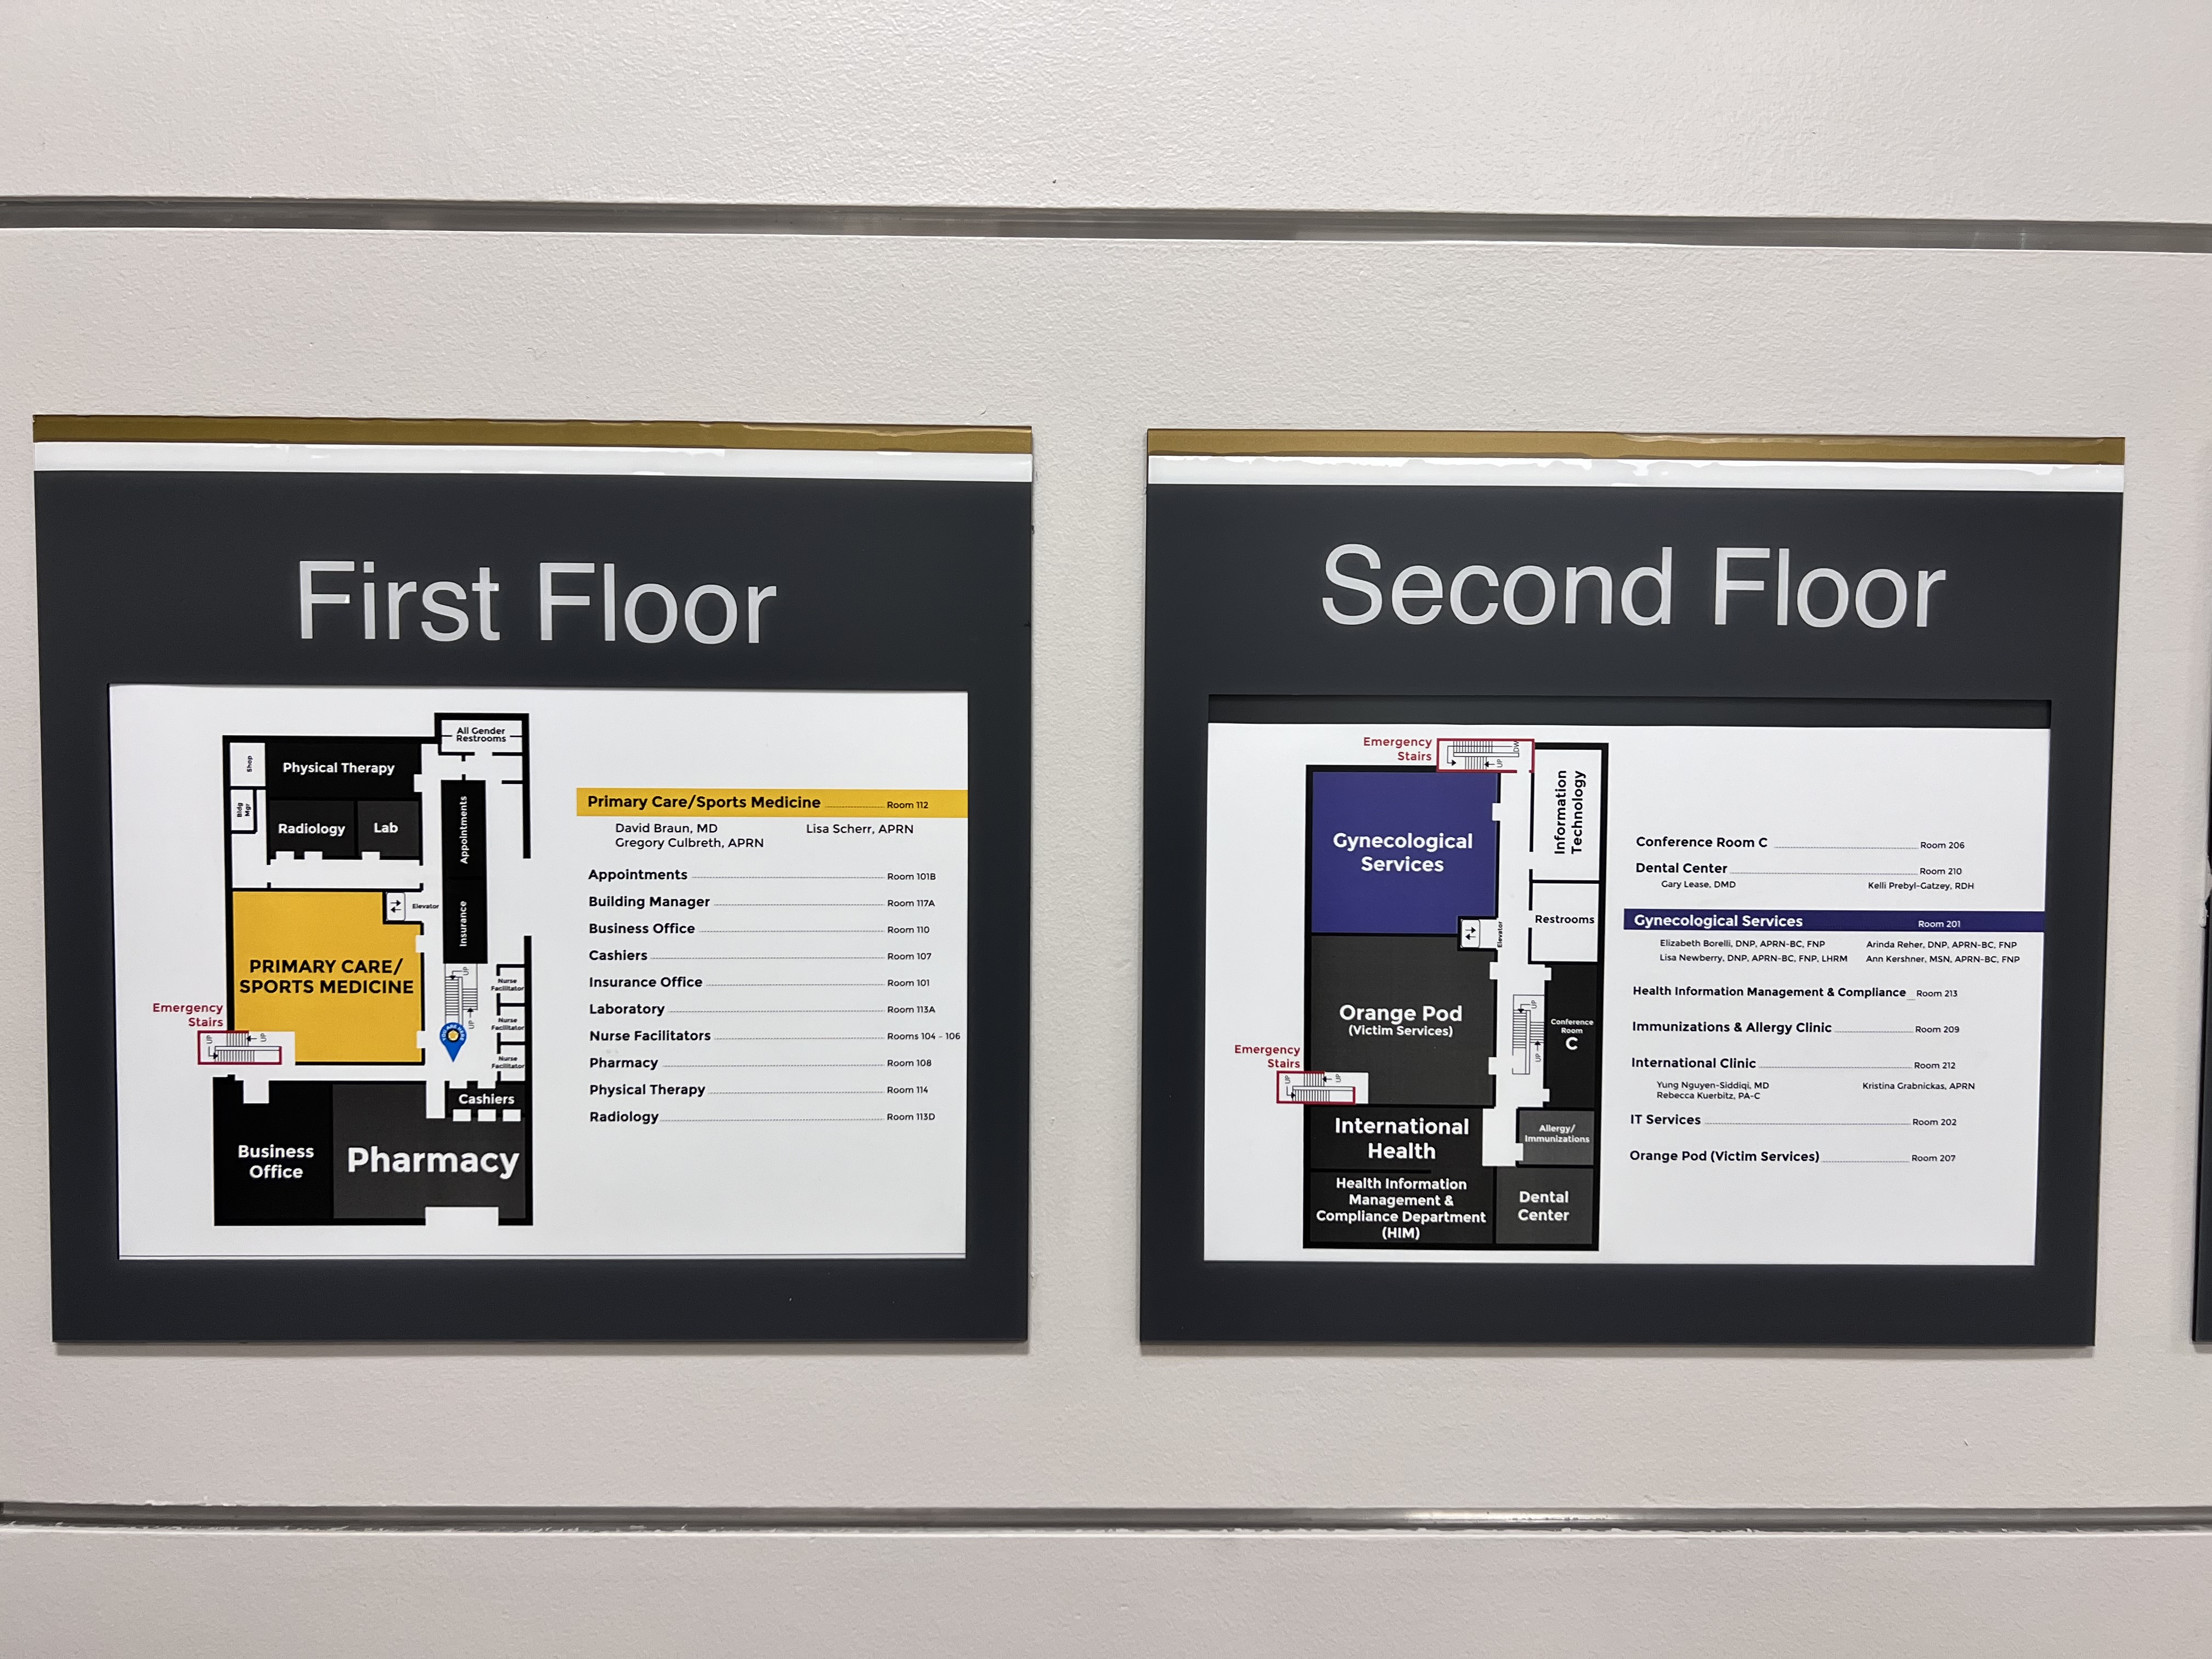 First Floor
All Gender
Restrooms
Shop
Physical Therapy
Bldg
Mgr
Radiology
Lab
Appointments
Elevator
Insurance
PRIMARY CARE/
SPORTS MEDICINE
UP
UP
Nurse
Facilitator
Nurse
Facilitator
Nurse
Facilitator
Emergency
Stairs
UP
UP
Cashiers
Business
Office
Pharmacy
Primary Care/Sports Medicine Room 112
David Braun, MD Lisa Scherr, APRN
Gregory Culbreth, APRN
Appointments Room 101B
Building Manager Room 117A
Business Office Room 110
Cashiers Room 107
Insurance Office Room 101
Laboratory Room 113A
Nurse Facilitators Rooms 104 - 106
Pharmacy Room 108
Physical Therapy Room 114
Radiology Room 113D
Second Floor
Emergency
Stairs
UP
Information
Technology
Gynecological
Services
Restrooms
Elevator
Orange Pod
(Victim Services)
UP
UP
Conference
Room
C
Emergency
Stairs
UP
UP
International
Health
Allergy/
Immunizations
Health Information
Management &
Compliance Department
(HIM)
Dental
Center
Conference Room C Room 206
Dental Center Room 210
Gary Lease, DMD Kelli Prebyl-Gatzey, RDH
Gynecological Services Room 201
Elizabeth Borelli, DNP, APRN-BC, FNP Arinda Reher, DNP, APRN-BC, FNP
Lisa Newberry, DNP, APRN-BC, FNP, LHRM Ann Kershner, MSN, APRN-BC, FNP
Health Information Management & Compliance Room 213
Immunizations & Allergy Clinic Room 209
International Clinic Room 212
Yung Nguyen-Siddiqi, MD Kristina Grabnickas, APRN
Rebecca Kuerbitz, PA-C
IT Services Room 202
Orange Pod (Victim Services) Room 207